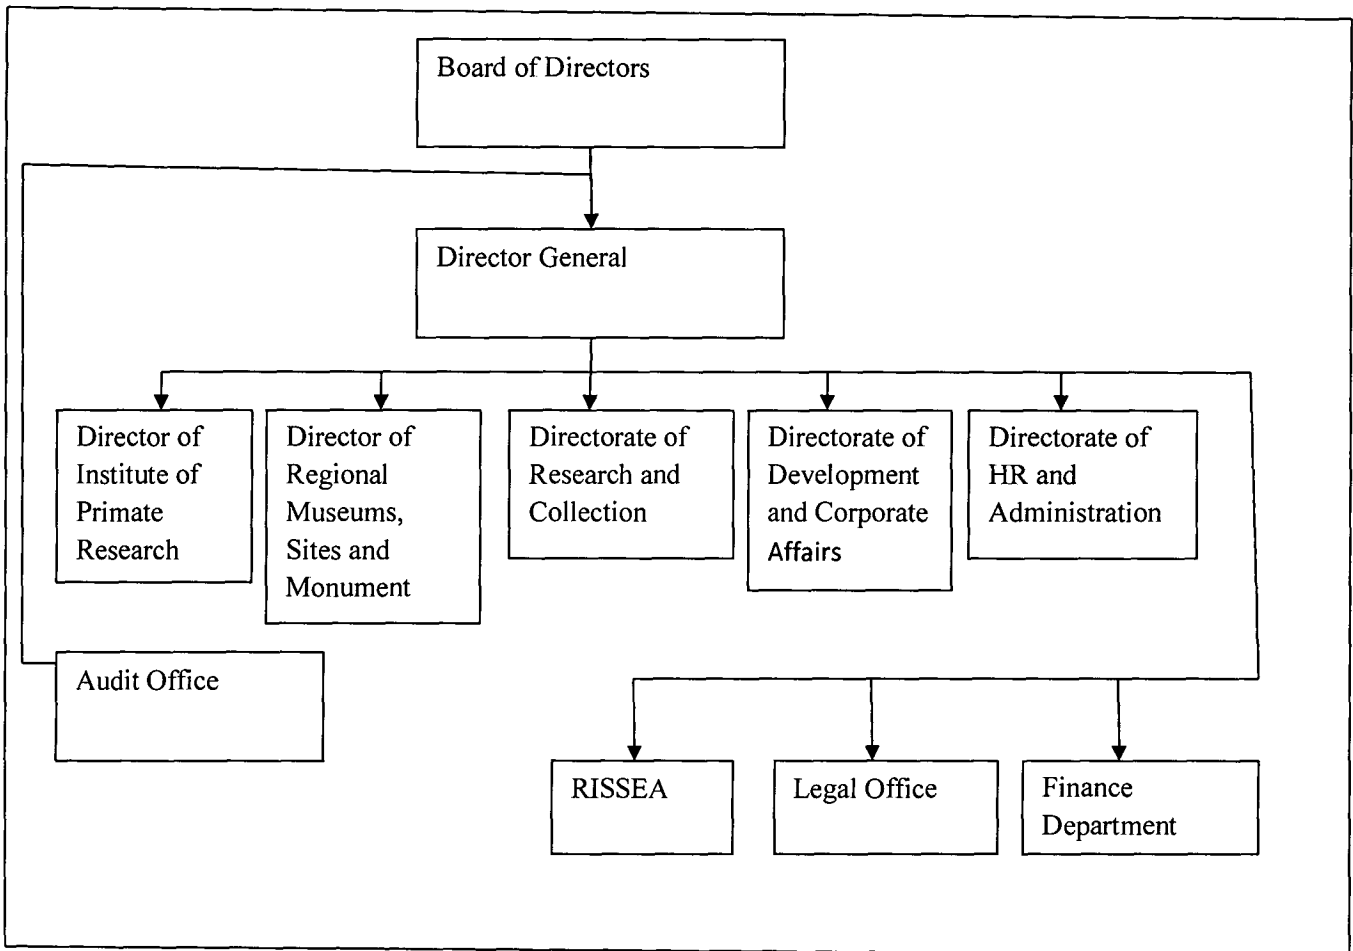 Board of Directors
Director General
Director of
Institute of
Primate
Research
Director of
Regional
Museums,
Sites and
Monument
Directorate of
Research and
Collection
Directorate of
Development
and Corporate
Affairs
Directorate of
HR and
Administration
Audit Office
RISSEA
Legal Office
Finance
Department